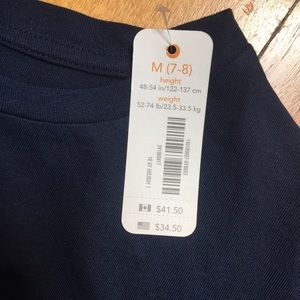 M (7-8)
height
48-54 in/122-137 cm
weight
52-74 lb/23.5-33.5 kg
$41.50
$34.50